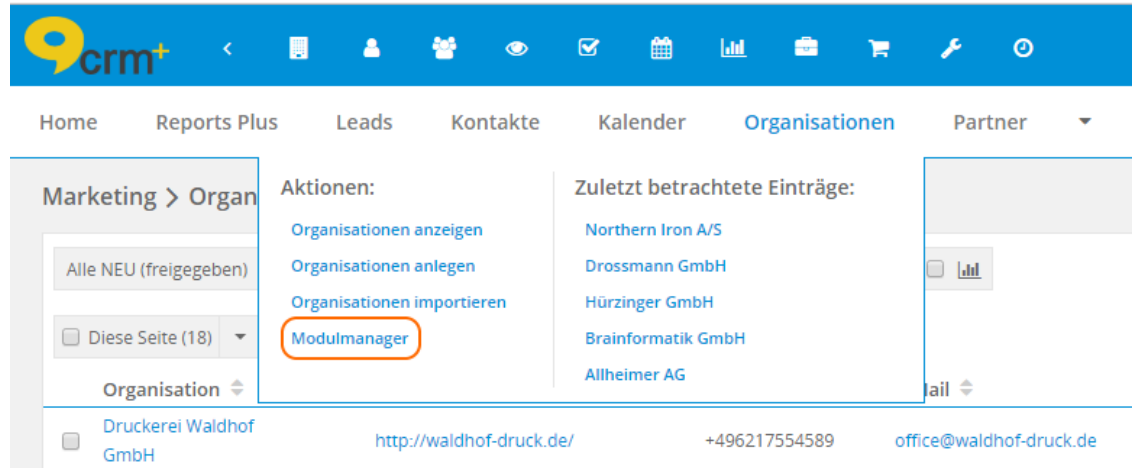 crm+
Home Reports Plus Leads Kontakte Kalender Organisationen Partner
Marketing > Organ
Aktionen:
Organisationen anzeigen
Organisationen anlegen
Organisationen importieren
Modulmanager
Zuletzt betrachtete Einträge:
Northern Iron A/S
Drossmann GmbH
Hürzinger GmbH
Brainformatik GmbH
Allheimer AG
Alle NEU (freigegeben)
Diese Seite (18)
Organisation ail
Druckerei Waldhof
GmbH
http://waldhof-druck.de/ +496217554589 office@waldhof-druck.de